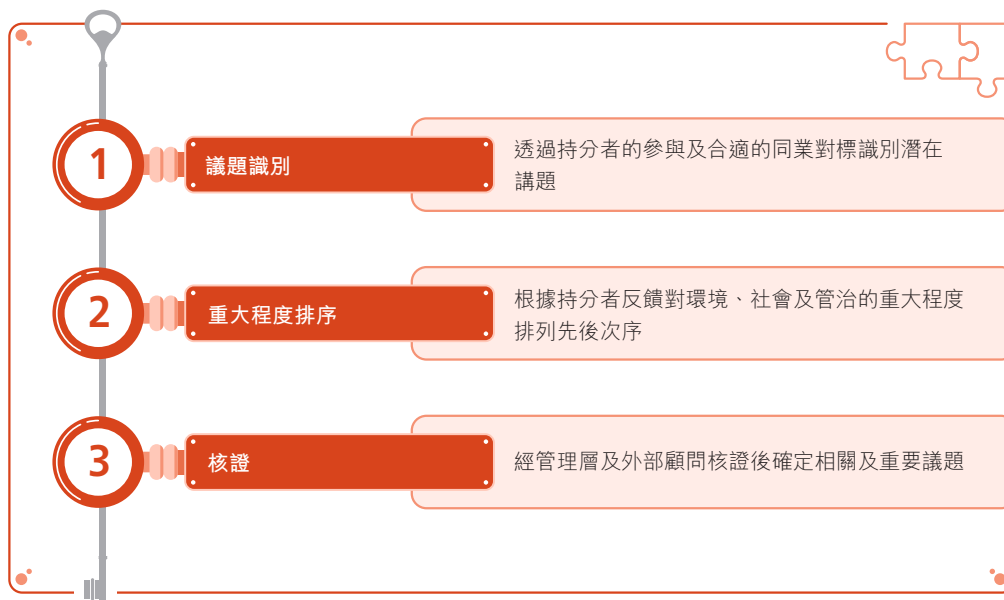 1
議題識別
透過持分者的參與及合適的同業對標識別潛在
講題
2
重大程度排序
根據持分者反饋對環境、社會及管治的重大程度
排列先後次序
3
核證
經管理層及外部顧問核證後確定相關及重要議題